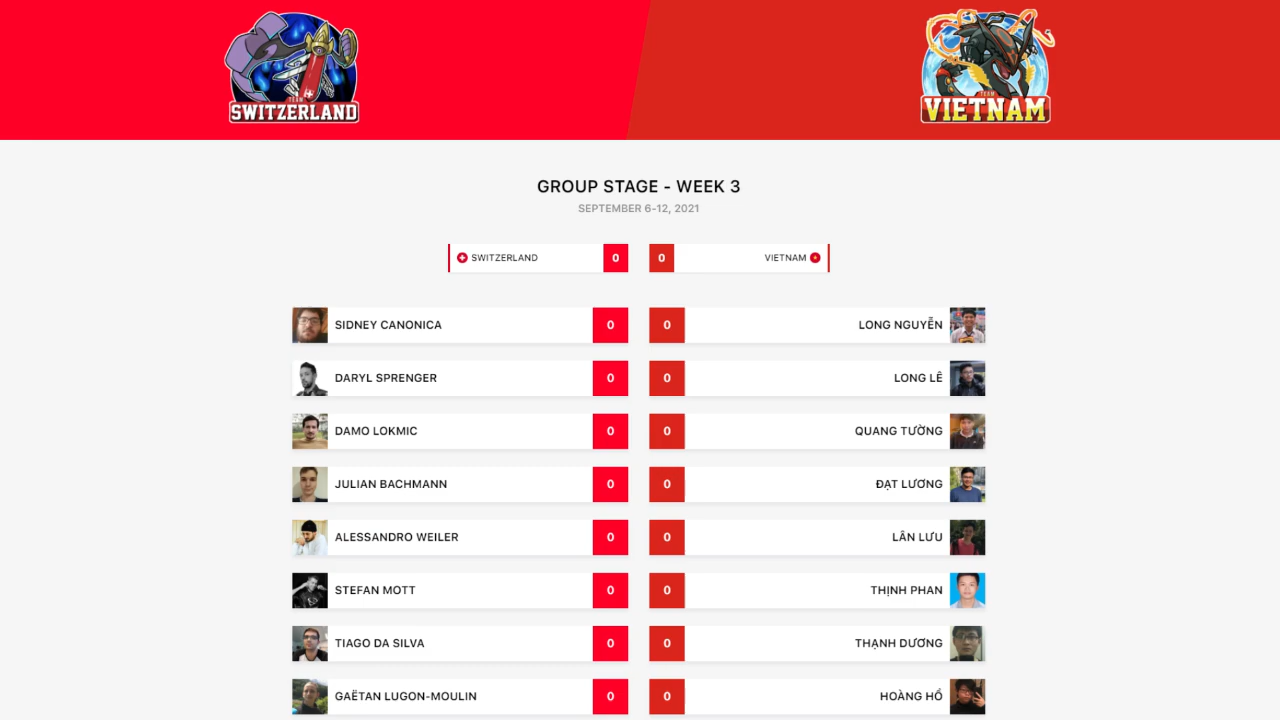 TEAM
SWITZERLAND
TEAM
VIETNAM
GROUP STAGE - WEEK 3
SEPTEMBER 6-12, 2021
SWITZERLAND 0 0 VIETNAM
SIDNEY CANONICA 0 0 LONG NGUYỄN
DARYL SPRENGER 0 0 LONG LÊ
DAMO LOKMIC 0 0 QUANG TƯỜNG
JULIAN BACHMANN 0 0 ĐẠT LƯƠNG
ALESSANDRO WEILER 0 0 LÂN LƯU
STEFAN MOTT 0 0 THỊNH PHAN
TIAGO DA SILVA 0 0 THẠNH DƯƠNG
GAËTAN LUGON-MOULIN 0 0 HOÀNG HỒ